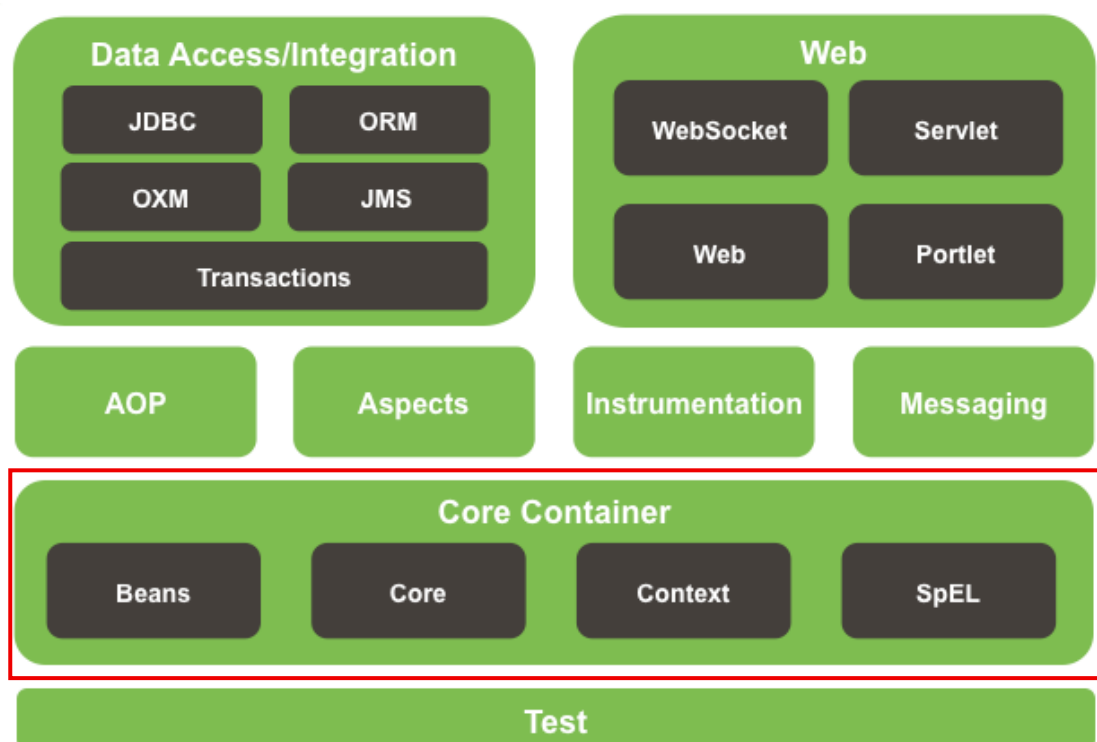 Data Access/Integration
JDBC
ORM
OXM
JMS
Transactions
Web
WebSocket
Servlet
Web
Portlet
AOP
Aspects
Instrumentation
Messaging
Core Container
Beans
Core
Context
SpEL
Test